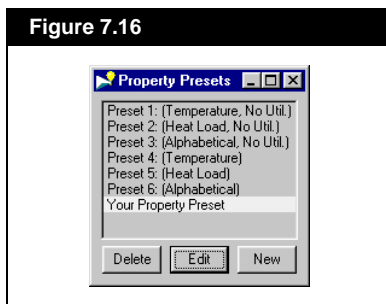 Figure 7.16
Property Presets
Preset 1: (Temperature, No Util.)
Preset 2: (Heat Load, No Util.)
Preset 3: (Alphabetical, No Util.)
Preset 4: (Temperature)
Preset 5: (Heat Load)
Preset 6: (Alphabetical)
Your Property Preset
Delete Edit New